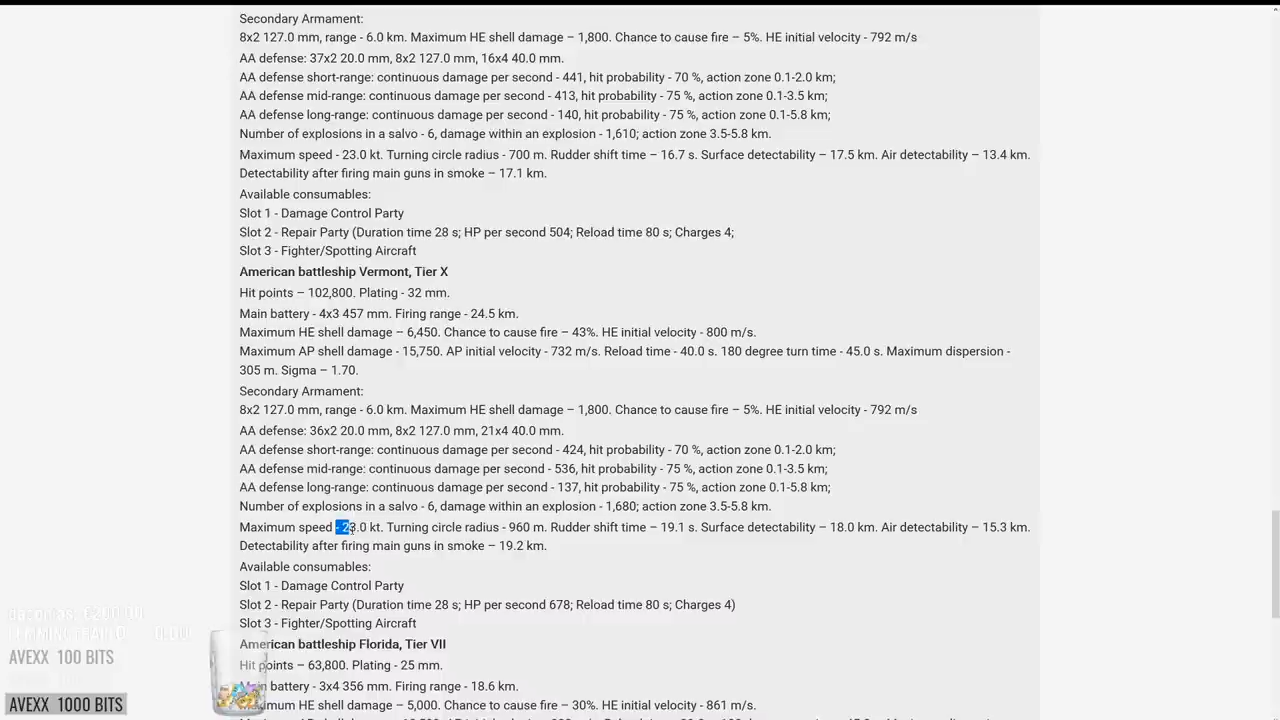 Secondary Armament:
8x2 127.0 mm, range - 6.0 km. Maximum HE shell damage – 1,800. Chance to cause fire – 5%. HE initial velocity - 792 m/s
AA defense: 37x2 20.0 mm, 8x2 127.0 mm, 16x4 40.0 mm.
AA defense short-range: continuous damage per second - 441, hit probability - 70 %, action zone 0.1-2.0 km;
AA defense mid-range: continuous damage per second - 413, hit probability - 75 %, action zone 0.1-3.5 km;
AA defense long-range: continuous damage per second - 140, hit probability - 75 %, action zone 0.1-5.8 km;
Number of explosions in a salvo - 6, damage within an explosion - 1,610; action zone 3.5-5.8 km.
Maximum speed - 23.0 kt. Turning circle radius - 700 m. Rudder shift time – 16.7 s. Surface detectability – 17.5 km. Air detectability – 13.4 km.
Detectability after firing main guns in smoke – 17.1 km.
Available consumables:
Slot 1 - Damage Control Party
Slot 2 - Repair Party (Duration time 28 s; HP per second 504; Reload time 80 s; Charges 4;
Slot 3 - Fighter/Spotting Aircraft
American battleship Vermont, Tier X
Hit points – 102,800. Plating - 32 mm.
Main battery - 4x3 457 mm. Firing range - 24.5 km.
Maximum HE shell damage – 6,450. Chance to cause fire – 43%. HE initial velocity - 800 m/s.
Maximum AP shell damage - 15,750. AP initial velocity - 732 m/s. Reload time - 40.0 s. 180 degree turn time - 45.0 s. Maximum dispersion -
305 m. Sigma – 1.70.
Secondary Armament:
8x2 127.0 mm, range - 6.0 km. Maximum HE shell damage – 1,800. Chance to cause fire – 5%. HE initial velocity - 792 m/s
AA defense: 36x2 20.0 mm, 8x2 127.0 mm, 21x4 40.0 mm.
AA defense short-range: continuous damage per second - 424, hit probability - 70 %, action zone 0.1-2.0 km;
AA defense mid-range: continuous damage per second - 536, hit probability - 75 %, action zone 0.1-3.5 km;
AA defense long-range: continuous damage per second - 137, hit probability - 75 %, action zone 0.1-5.8 km;
Number of explosions in a salvo - 6, damage within an explosion - 1,680; action zone 3.5-5.8 km.
Maximum speed - 23.0 kt. Turning circle radius - 960 m. Rudder shift time – 19.1 s. Surface detectability – 18.0 km. Air detectability – 15.3 km.
Detectability after firing main guns in smoke – 19.2 km.
Available consumables:
Slot 1 - Damage Control Party
Slot 2 - Repair Party (Duration time 28 s; HP per second 678; Reload time 80 s; Charges 4)
Slot 3 - Fighter/Spotting Aircraft
American battleship Florida, Tier VII
Hit points – 63,800. Plating - 25 mm.
Main battery - 3x4 356 mm. Firing range - 18.6 km.
Maximum HE shell damage – 5,000. Chance to cause fire – 30%. HE initial velocity - 861 m/s.
AVEXX 100 BITS
AVEXX 1000 BITS